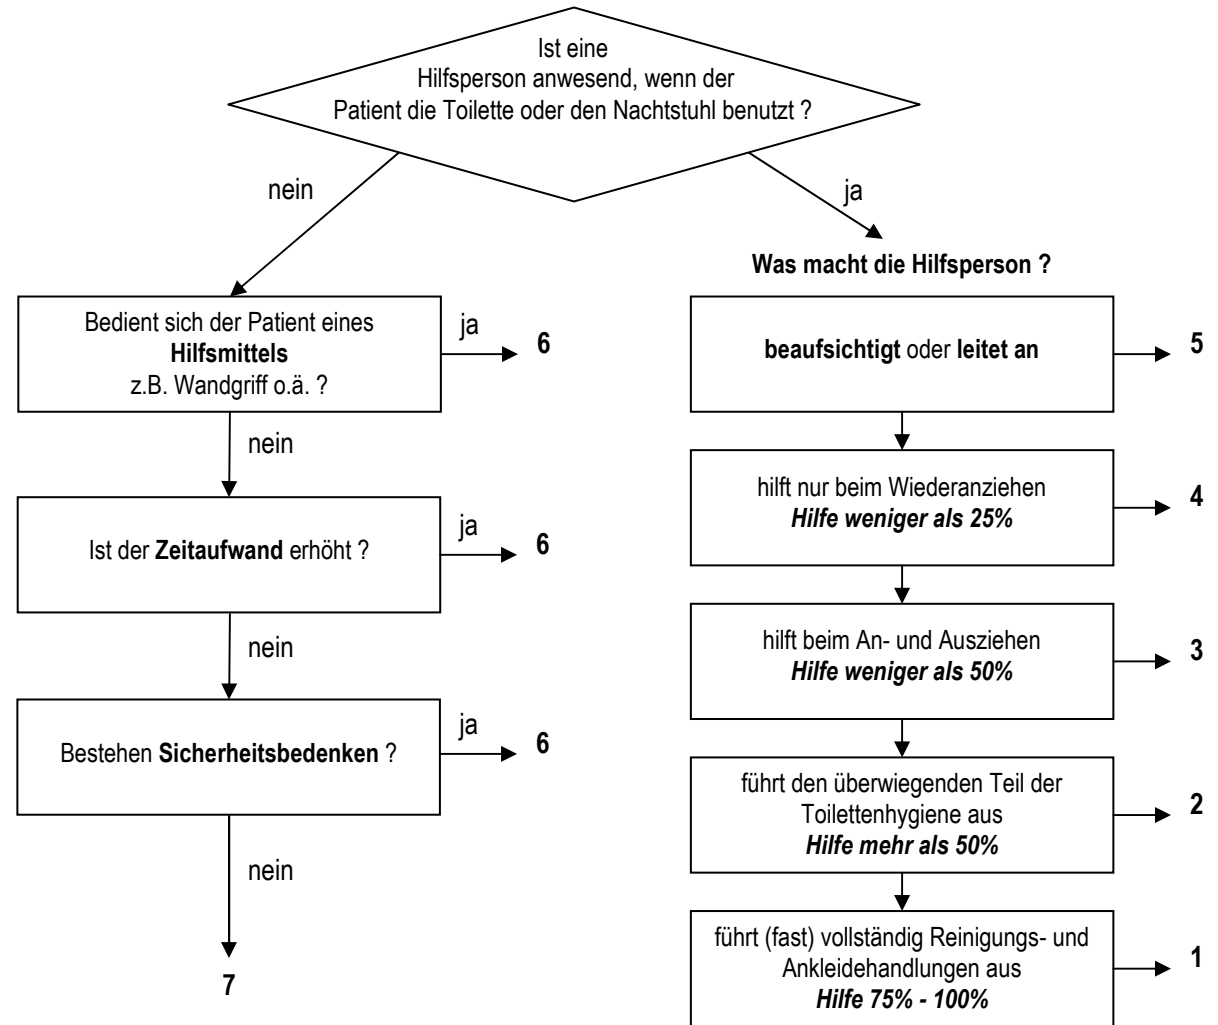 Ist eine
Hilfsperson anwesend, wenn der
Patient die Toilette oder den Nachtstuhl benutzt ?
nein
ja
Bedient sich der Patient eines
Hilfsmittels
z.B. Wandgriff o.ä. ?
ja
6
nein
Ist der Zeitaufwand erhöht ?
ja
6
nein
Bestehen Sicherheitsbedenken ?
ja
6
nein
7
Was macht die Hilfsperson ?
beaufsichtigt oder leitet an
5
hilft nur beim Wiederanziehen
Hilfe weniger als 25%
4
hilft beim An- und Ausziehen
Hilfe weniger als 50%
3
führt den überwiegenden Teil der
Toilettenhygiene aus
Hilfe mehr als 50%
2
führt (fast) vollständig Reinigungs- und
Ankleidehandlungen aus
Hilfe 75% - 100%
1